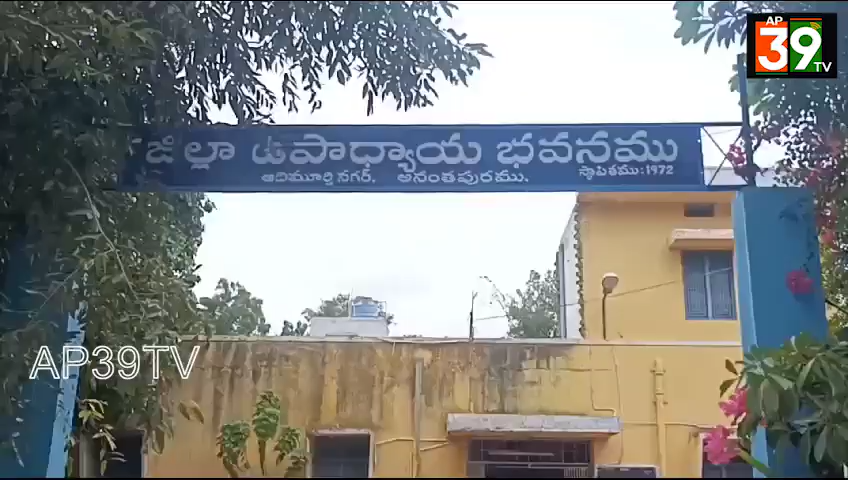 AP
39
TV
జిల్లా ఉపాధ్యాయ భవనము
ఆదిమూర్తి నగర్. అనంతపురము. స్థాపితము:1972
AP39TV